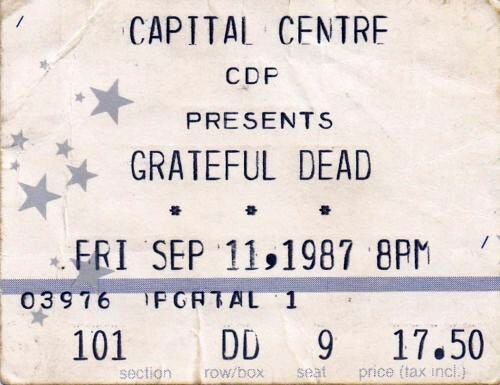 CAPITAL CENTRE
CDP
PRESENTS
GRATEFUL DEAD
* * *
FRI SEP 11,1987 8PM
03976 PORTAL 1
101 DD 9 17.50
section row/box seat price (tax incl.)